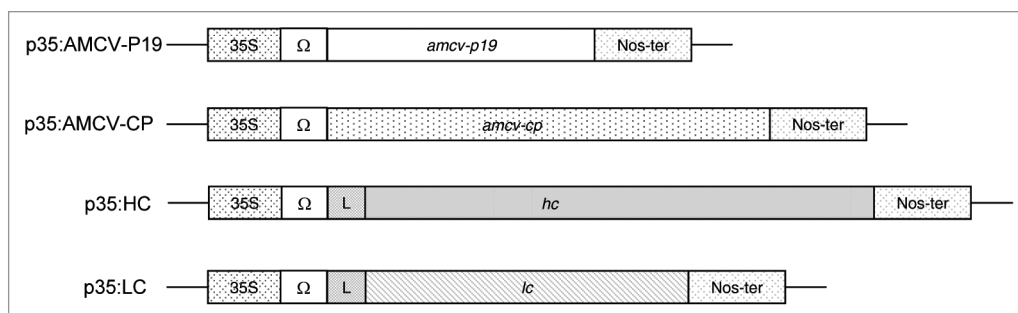 p35:AMCV-P19 35S Ω amcv-p19 Nos-ter
p35:AMCV-CP 35S Ω amcv-cp Nos-ter
p35:HC 35S Ω L hc Nos-ter
p35:LC 35S Ω L lc Nos-ter